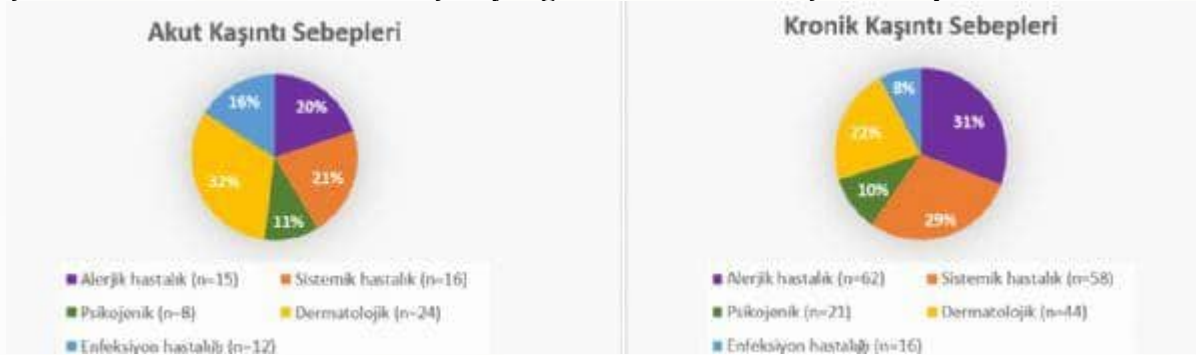 Akut Kaşıntı Sebepleri
16%
20%
32%
21%
11%
Alerjik hastalık (n=15)
Sistemik hastalık (n=16)
Psikojenik (n=8)
Dermatolojik (n=24)
Enfeksiyon hastalığı (n=12)
Kronik Kaşıntı Sebepleri
8%
31%
22%
10%
29%
Alerjik hastalık (n=62)
Sistemik hastalık (n=58)
Psikojenik (n=21)
Dermatolojik (n=44)
Enfeksiyon hastalığı (n=16)